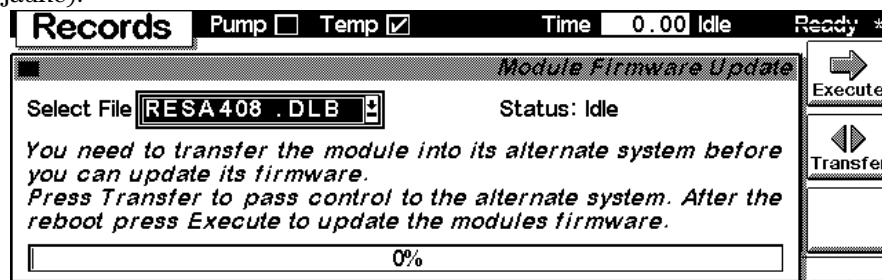 jaune).
Records Pump Temp Time 0.00 Idle Ready *
Module Firmware Update
Execute
Select File RESA408 .DLB Status: Idle
You need to transfer the module into its alternate system before
you can update its firmware.
Transfer
Press Transfer to pass control to the alternate system. After the
reboot press Execute to update the modules firmware.
0%